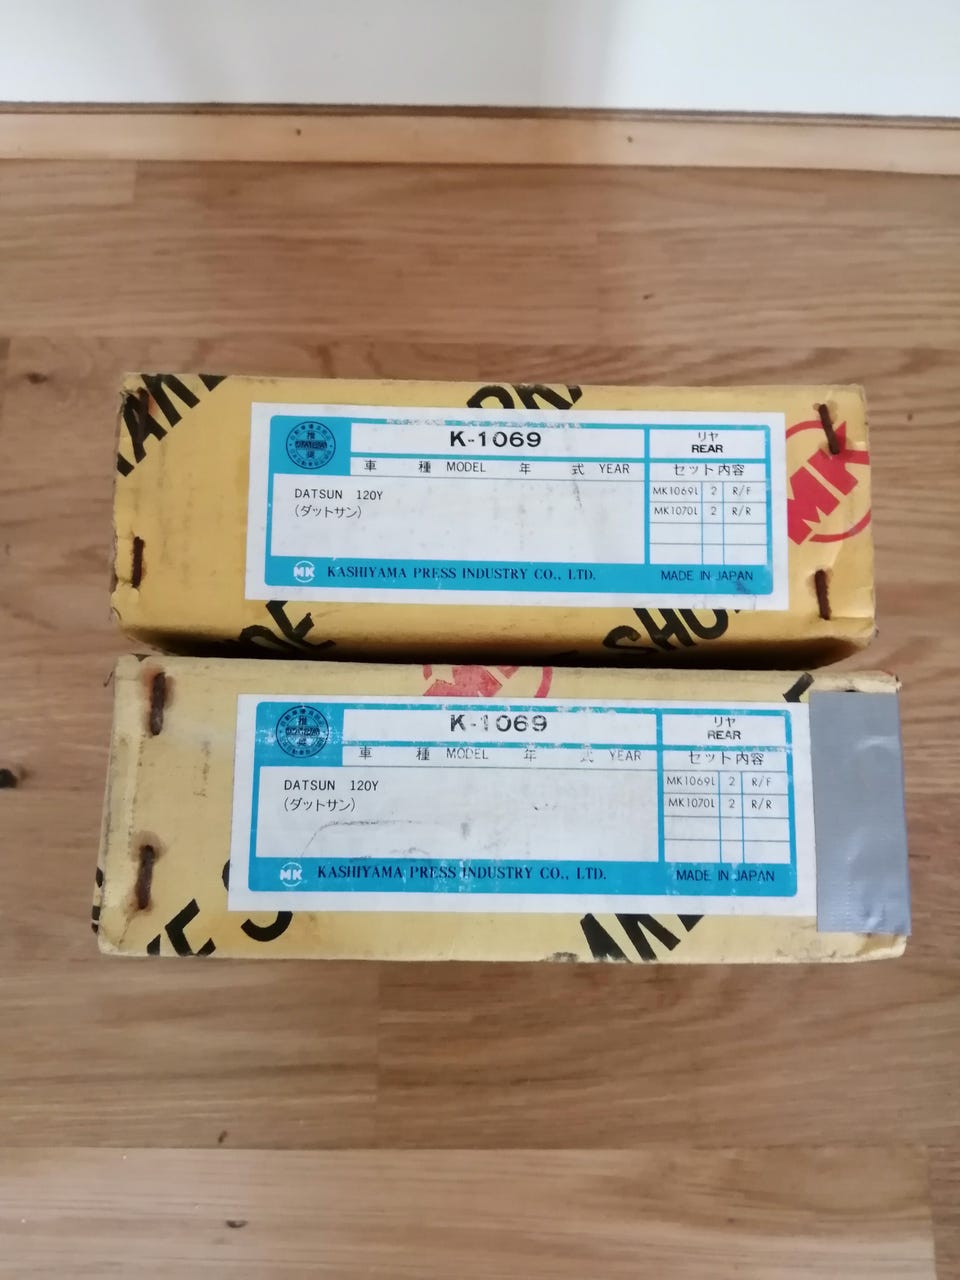 K-1069
リヤ
REAR
車 種 MODEL 年 式 YEAR
セット内容
DATSUN 120Y
(ダットサン)
MK1069L 2 R/F
MK1070L 2 R/R
MK
MK KASHIYAMA PRESS INDUSTRY CO., LTD. MADE IN JAPAN
K-1069
リヤ
REAR
車 種 MODEL 年 式 YEAR
セット内容
DATSUN 120Y
(ダットサン)
MK1069L 2 R/F
MK1070L 2 R/R
MK KASHIYAMA PRESS INDUSTRY CO., LTD. MADE IN JAPAN